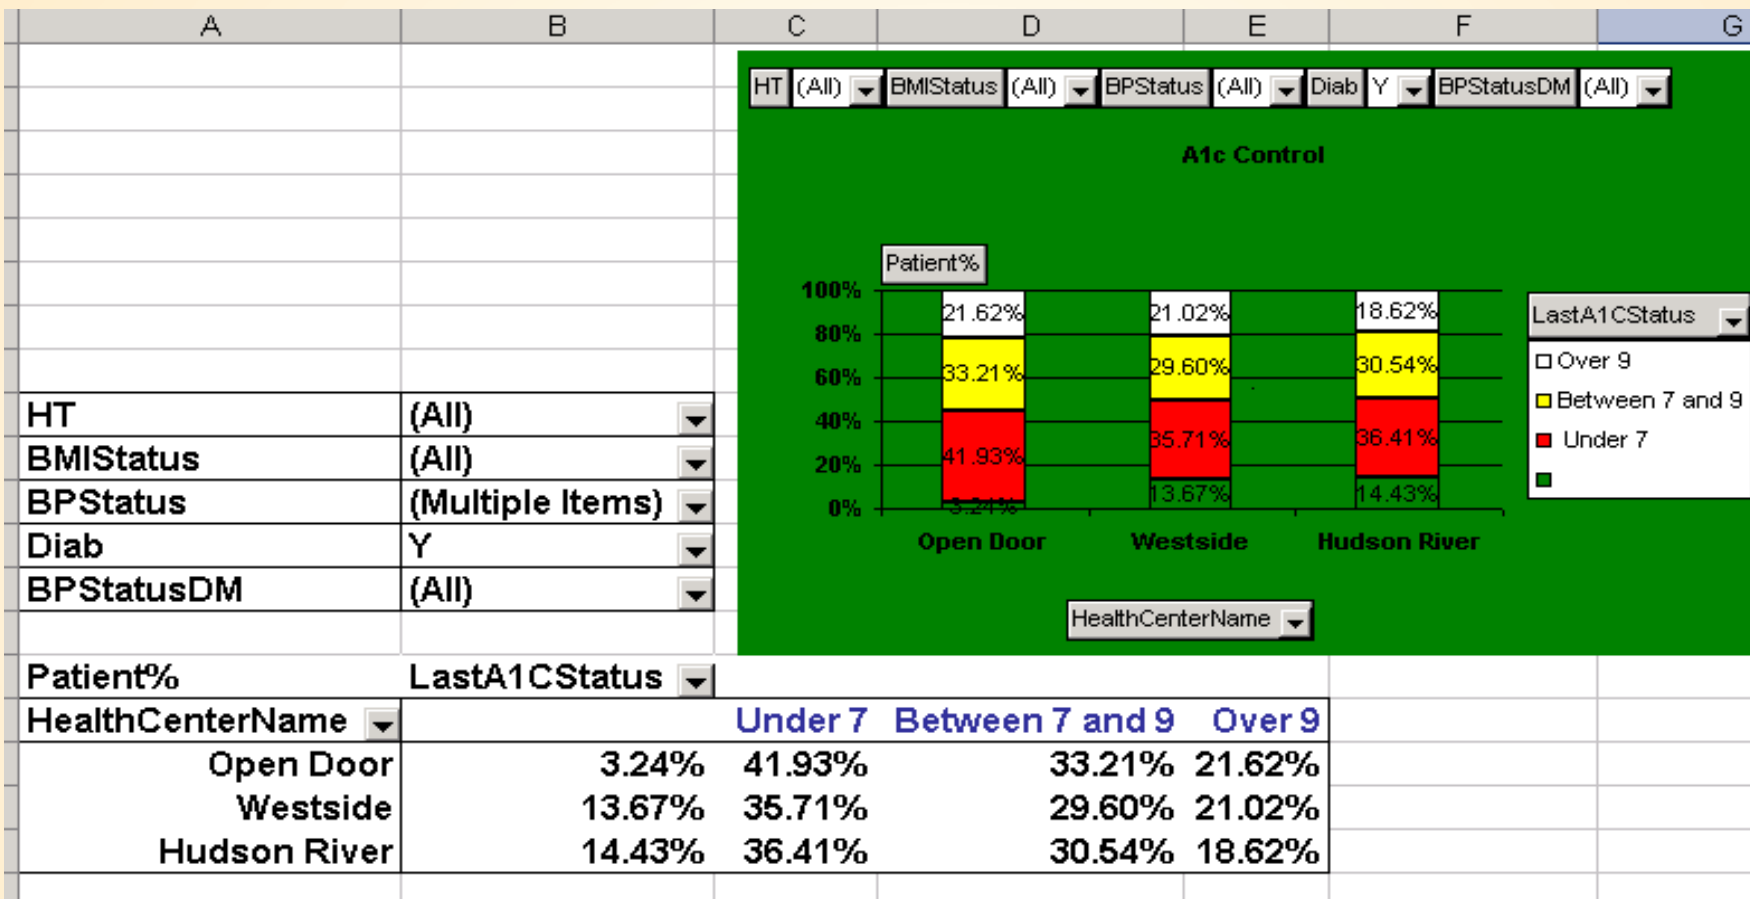 A B C D E F G
HT (All) BMIStatus (All) BPStatus (All) Diab Y BPStatusDM (All)
A1c Control
Patient%
100%
80%
60%
40%
20%
0%
21.62% 21.02% 18.62%
33.21% 29.60% 30.54%
41.93% 35.71% 36.41%
3.24% 13.67% 14.43%
Open Door Westside Hudson River
HealthCenterName
LastA1CStatus
Over 9
Between 7 and 9
Under 7
HT (All)
BMIStatus (All)
BPStatus (Multiple Items)
Diab Y
BPStatusDM (All)
Patient% LastA1CStatus
HealthCenterName Under 7 Between 7 and 9 Over 9
Open Door 3.24% 41.93% 33.21% 21.62%
Westside 13.67% 35.71% 29.60% 21.02%
Hudson River 14.43% 36.41% 30.54% 18.62%